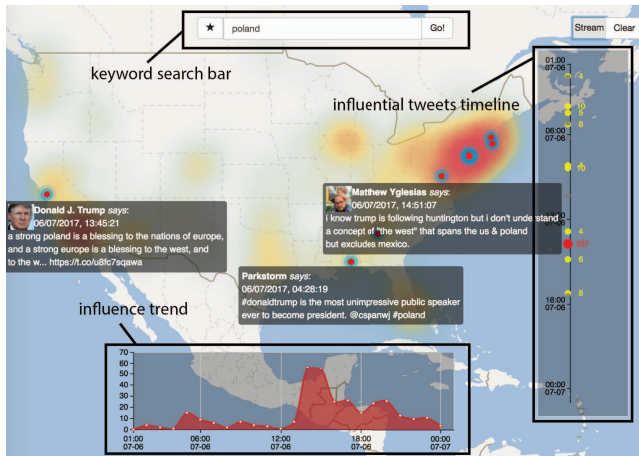 ★ poland Go!
Stream Clear
keyword search bar
influential tweets timeline
01:00
07-06
4
10
5
8
06:00
07-06
10
Matthew Yglesias says:
06/07/2017, 14:51:07
i know trump is following huntington but i don't understand
a concept of "the west" that spans the us & poland
but excludes mexico.
Donald J. Trump says:
06/07/2017, 13:45:21
a strong poland is a blessing to the nations of europe,
and a strong europe is a blessing to the west, and
to the w... https://t.co/u8fc7sqawa
07-06
4
332
6
8
18:00
07-06
00:00
07-07
Parkstorm says:
06/07/2017, 04:28:19
#donaldtrump is the most unimpressive public speaker
ever to become president. @cspanwj #poland
influence trend
70
60
50
40
30
20
10
0
01:00 06:00 12:00 18:00 00:00
07-06 07-06 07-06 07-06 07-07